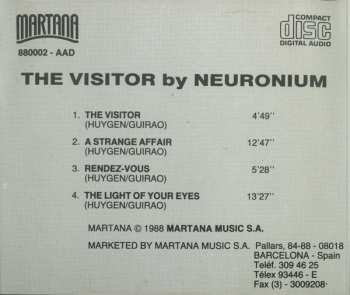 MARTANA
880002 - AAD
COMPACT
disc
DIGITAL AUDIO
THE VISITOR by NEURONIUM
1. THE VISITOR 4'49''
(HUYGEN/GUIRAO)
2. A STRANGE AFFAIR 12'47''
(HUYGEN/GUIRAO)
3. RENDEZ-VOUS 5'28''
(HUYGEN/GUIRAO)
4. THE LIGHT OF YOUR EYES 13'27''
(HUYGEN/GUIRAO)
MARTANA © 1988 MARTANA MUSIC S.A.
MARKETED BY MARTANA MUSIC S.A. Pallars, 84-88 - 08018
BARCELONA - Spain
Teléf. 309 46 25
Télex 93446 - E
Fax (3) - 3009208